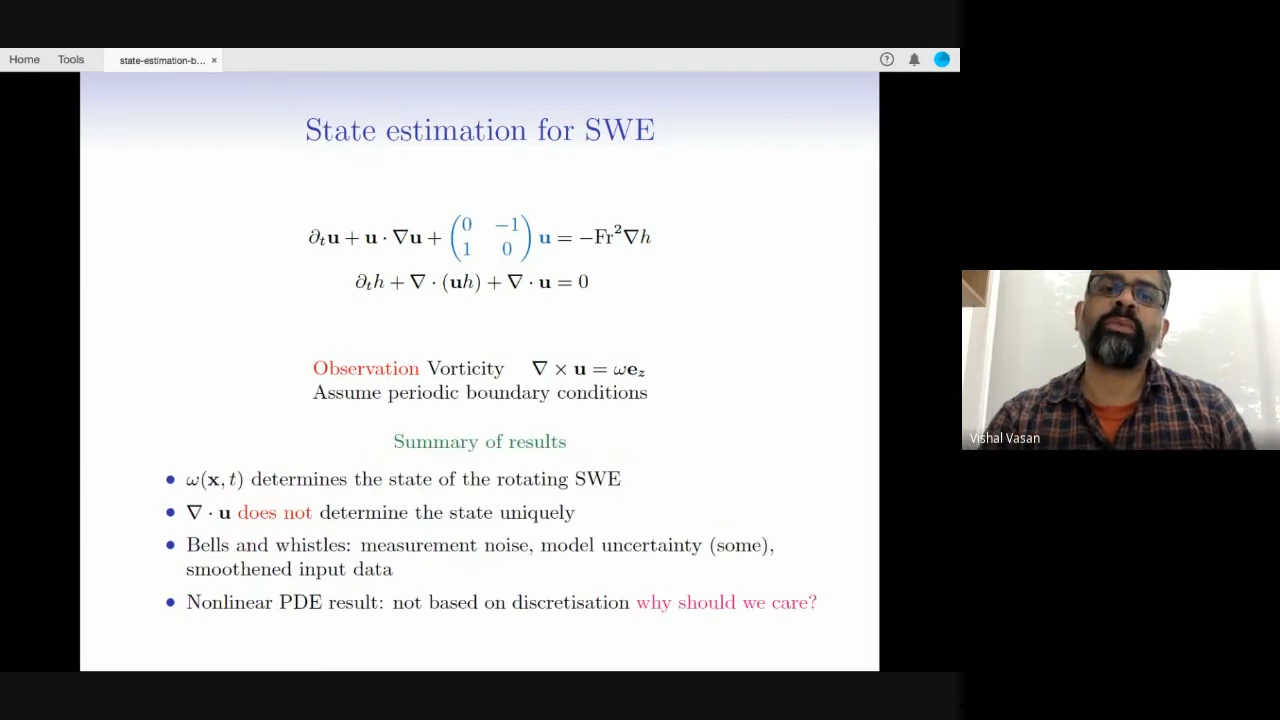 Home Tools state-estimation-b... ×
State estimation for SWE
∂ₜ𝐮 + 𝐮 · ∇𝐮 + (0 −1; 1 0) 𝐮 = −Fr²∇h
∂ₜh + ∇ · (𝐮h) + ∇ · 𝐮 = 0
Observation Vorticity ∇ × 𝐮 = ω𝐞_z
Assume periodic boundary conditions
Summary of results
• ω(𝐱, t) determines the state of the rotating SWE
• ∇ · 𝐮 does not determine the state uniquely
• Bells and whistles: measurement noise, model uncertainty (some),
smoothened input data
• Nonlinear PDE result: not based on discretisation why should we care?
Vishal Vasan